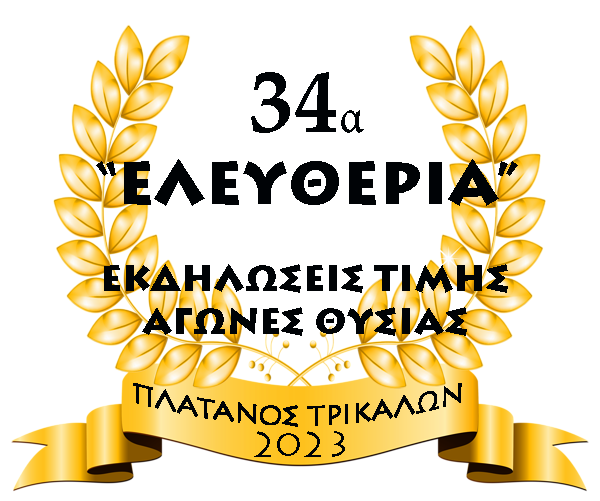 34α
“ΕΛΕΥΘΕΡΙΑ”
ΕΚΔΗΛΩΣΕΙΣ ΤΙΜΗΣ
ΑΓΩΝΕΣ ΘΥΣΙΑΣ
ΠΛΑΤΑΝΟΣ ΤΡΙΚΑΛΩΝ
2023